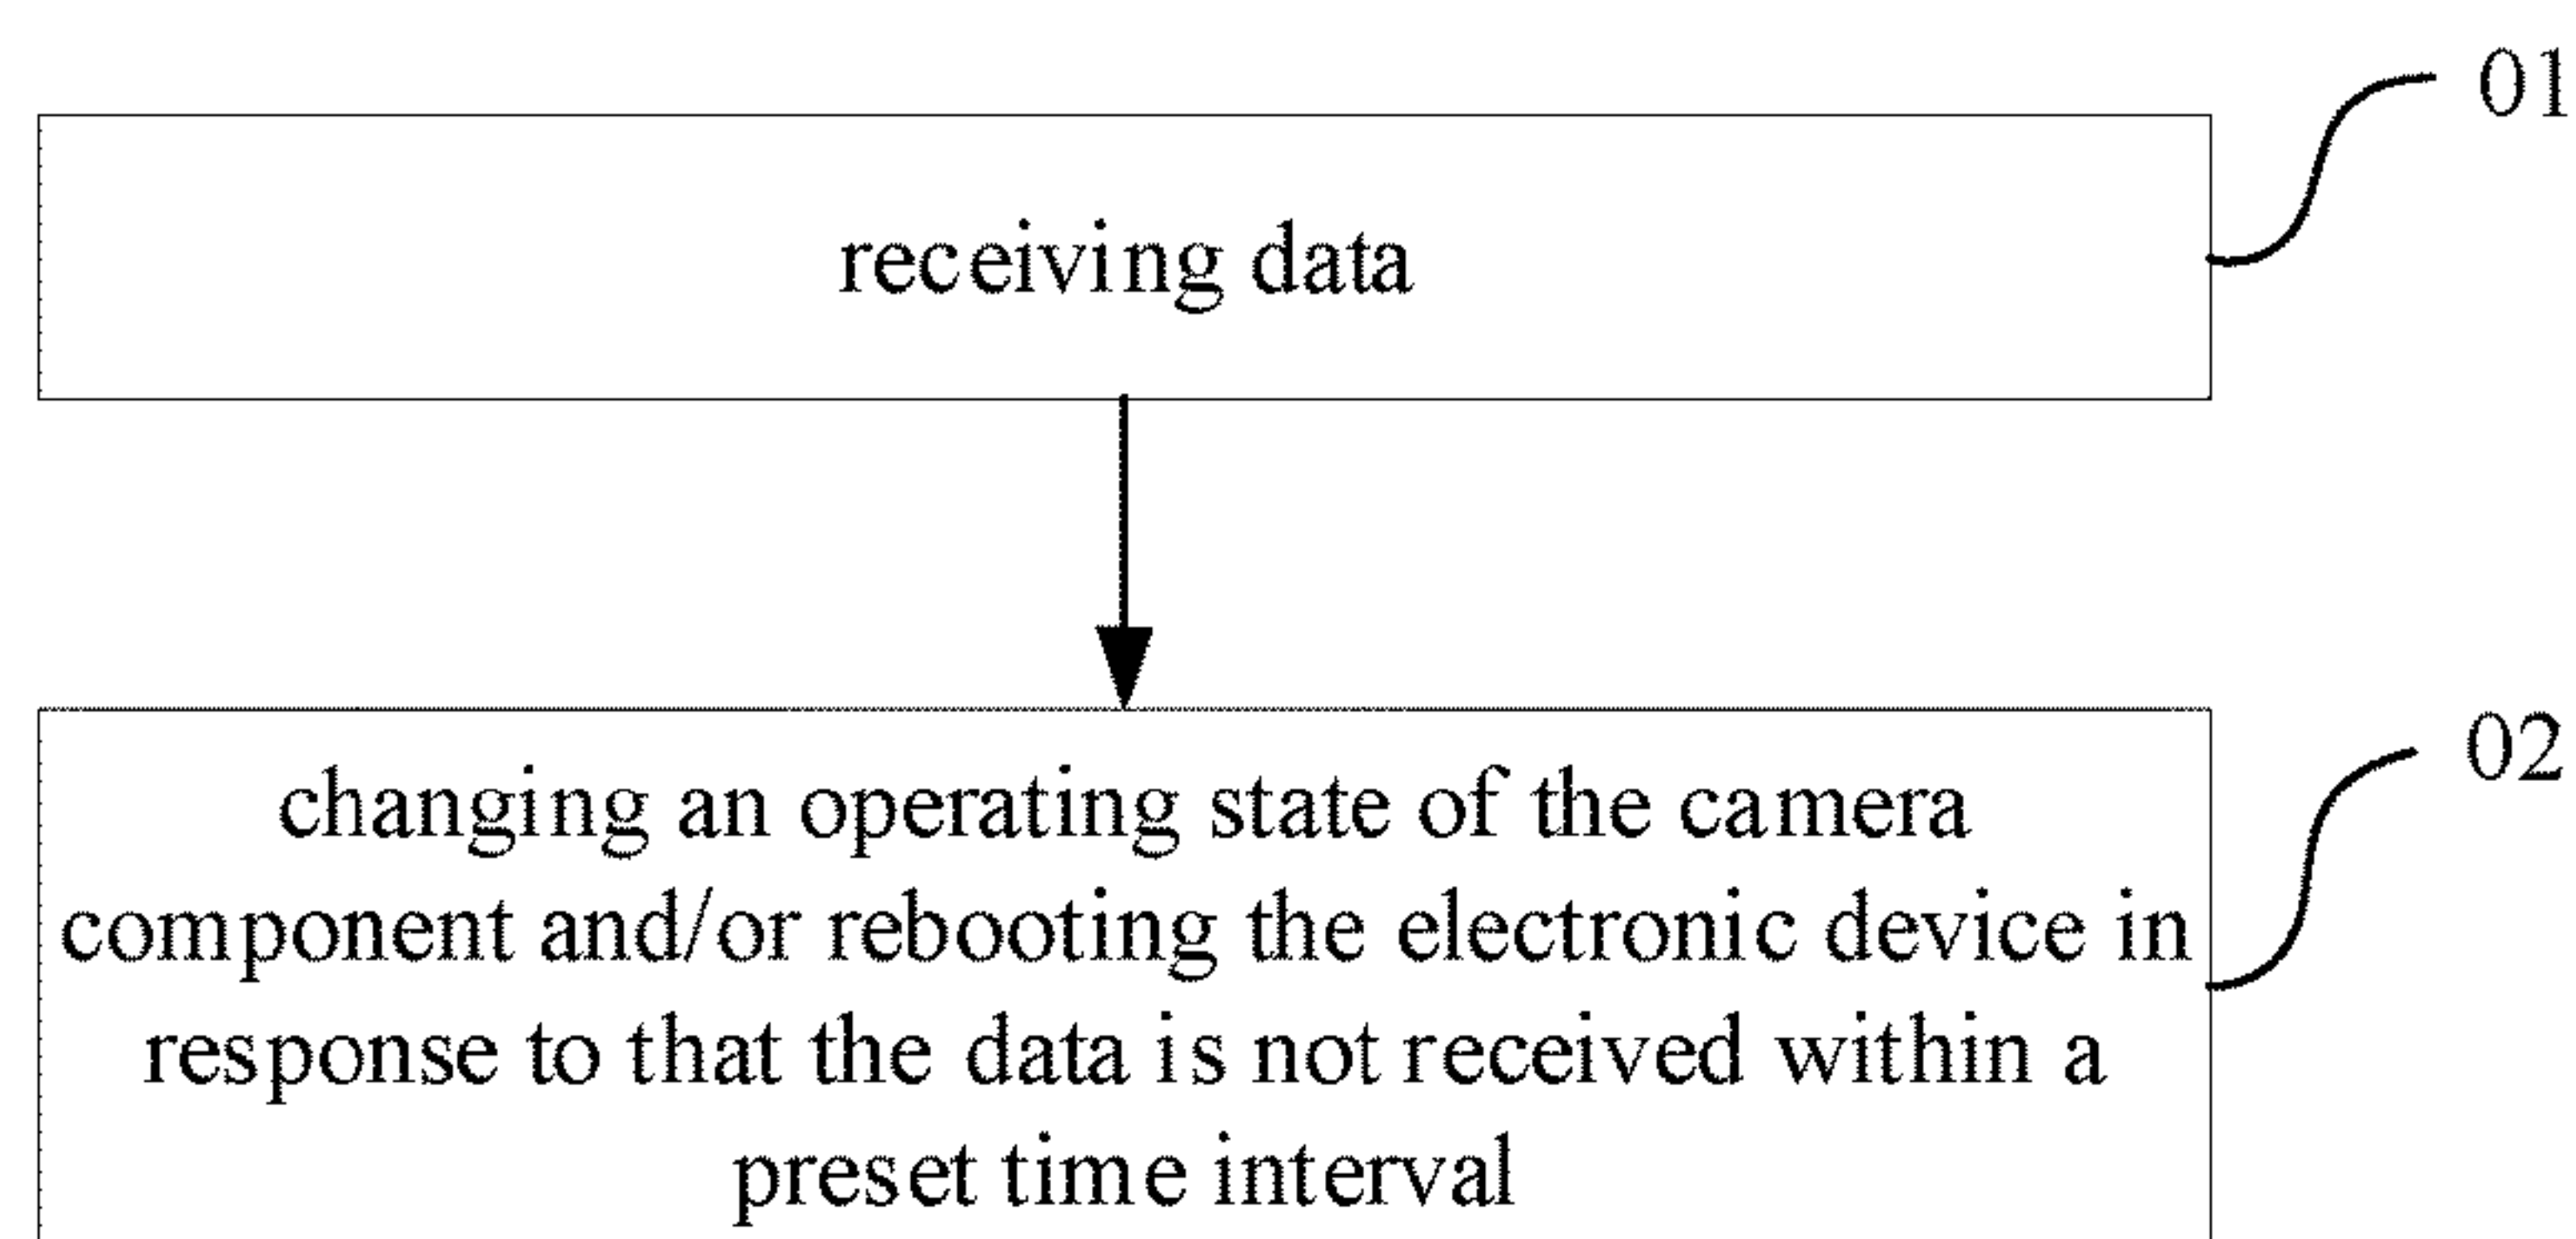 01
receiving data
02
changing an operating state of the camera
component and/or rebooting the electronic device in
response to that the data is not received within a
preset time interval